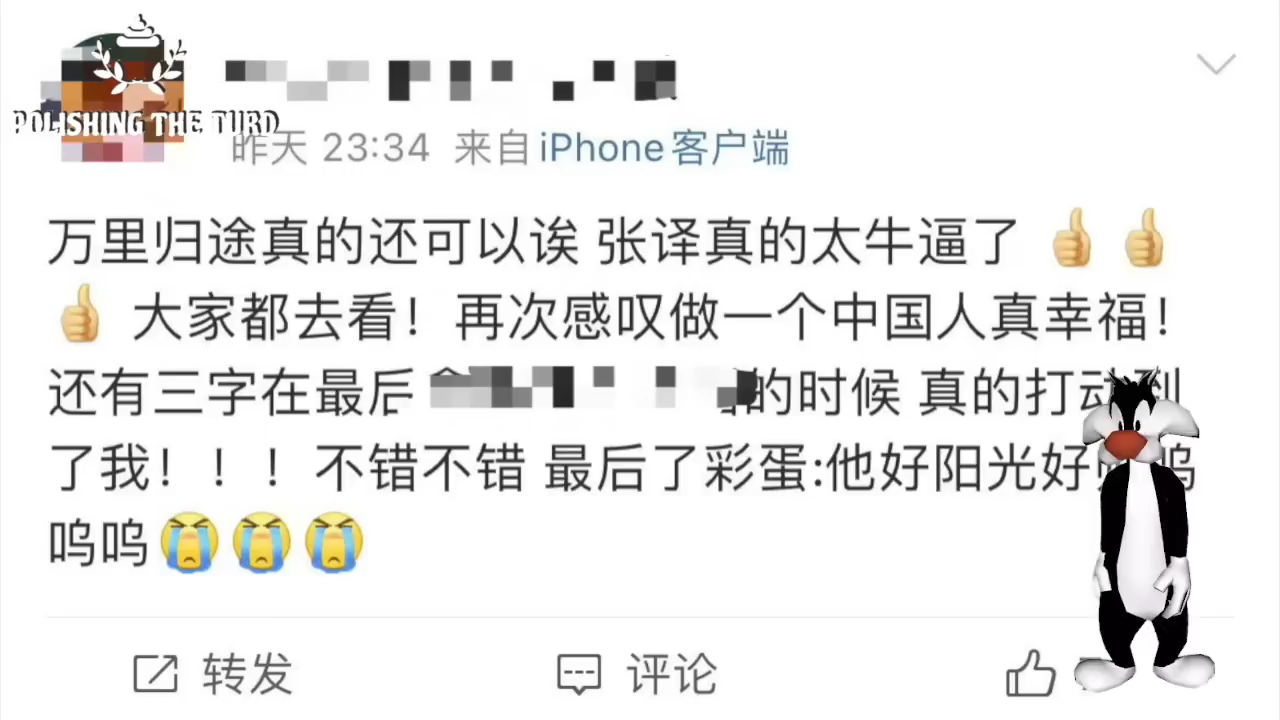 POLISHING THE TURD
昨天 23:34 来自 iPhone客户端
万里归途真的还可以诶 张译真的太牛逼了
大家都去看！再次感叹做一个中国人真幸福！
还有三字在最后 的时候 真的打动到
了我！！！不错不错 最后了彩蛋:他好阳光好 呜
呜呜
转发 评论